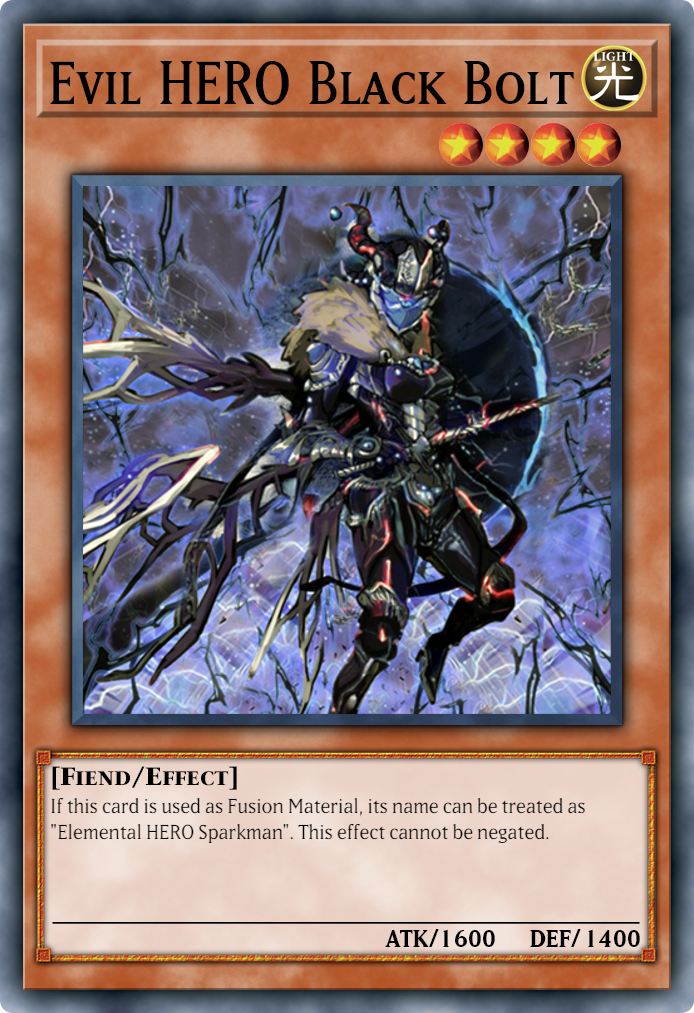 Evil HERO Black Bolt
LIGHT
光
[Fiend/Effect]
If this card is used as Fusion Material, its name can be treated as
"Elemental HERO Sparkman". This effect cannot be negated.
ATK/1600 DEF/1400